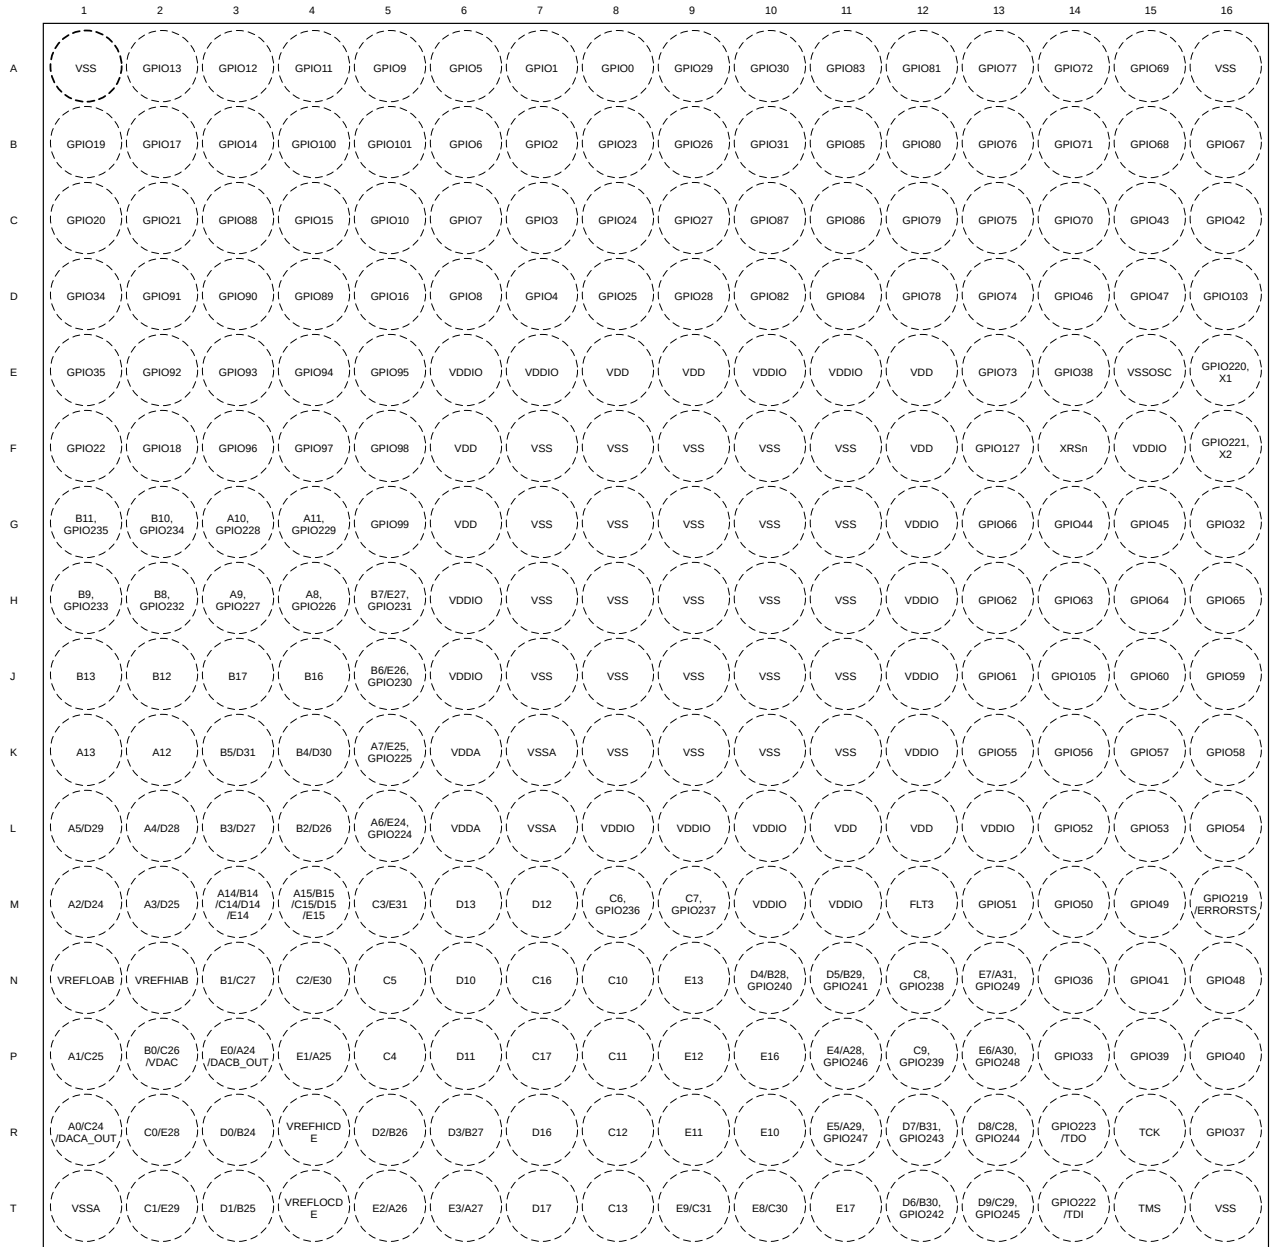 1 2 3 4 5 6 7 8 9 10 11 12 13 14 15 16
A VSS GPIO13 GPIO12 GPIO11 GPIO9 GPIO5 GPIO1 GPIO0 GPIO29 GPIO30 GPIO83 GPIO81 GPIO77 GPIO72 GPIO69 VSS
B GPIO19 GPIO17 GPIO14 GPIO100 GPIO101 GPIO6 GPIO2 GPIO23 GPIO26 GPIO31 GPIO85 GPIO80 GPIO76 GPIO71 GPIO68 GPIO67
C GPIO20 GPIO21 GPIO88 GPIO15 GPIO10 GPIO7 GPIO3 GPIO24 GPIO27 GPIO87 GPIO86 GPIO79 GPIO75 GPIO70 GPIO43 GPIO42
D GPIO34 GPIO91 GPIO90 GPIO89 GPIO16 GPIO8 GPIO4 GPIO25 GPIO28 GPIO82 GPIO84 GPIO78 GPIO74 GPIO46 GPIO47 GPIO103
E GPIO35 GPIO92 GPIO93 GPIO94 GPIO95 VDDIO VDDIO VDD VDD VDDIO VDDIO VDD GPIO73 GPIO38 VSSOSC GPIO220, X1
F GPIO22 GPIO18 GPIO96 GPIO97 GPIO98 VDD VSS VSS VSS VSS VSS VDD GPIO127 XRSn VDDIO GPIO221, X2
G B11, GPIO235 B10, GPIO234 A10, GPIO228 A11, GPIO229 GPIO99 VDD VSS VSS VSS VSS VSS VDDIO GPIO66 GPIO44 GPIO45 GPIO32
H B9, GPIO233 B8, GPIO232 A9, GPIO227 A8, GPIO226 B7/E27, GPIO231 VDDIO VSS VSS VSS VSS VSS VDDIO GPIO62 GPIO63 GPIO64 GPIO65
J B13 B12 B17 B16 B6/E26, GPIO230 VDDIO VSS VSS VSS VSS VSS VDDIO GPIO61 GPIO105 GPIO60 GPIO59
K A13 A12 B5/D31 B4/D30 A7/E25, GPIO225 VDDA VSSA VSS VSS VSS VSS VDDIO GPIO55 GPIO56 GPIO57 GPIO58
L A5/D29 A4/D28 B3/D27 B2/D26 A6/E24, GPIO224 VDDA VSSA VDDIO VDDIO VDDIO VDD VDD VDDIO GPIO52 GPIO53 GPIO54
M A2/D24 A3/D25 A14/B14 /C14/D14 /E14 A15/B15 /C15/D15 /E15 C3/E31 D13 D12 C6, GPIO236 C7, GPIO237 VDDIO VDDIO FLT3 GPIO51 GPIO50 GPIO49 GPIO219 /ERRORSTS
N VREFLOAB VREFHIAB B1/C27 C2/E30 C5 D10 C16 C10 E13 D4/B28, GPIO240 D5/B29, GPIO241 C8, GPIO238 E7/A31, GPIO249 GPIO36 GPIO41 GPIO48
P A1/C25 B0/C26 /VDAC E0/A24 /DACB_OUT E1/A25 C4 D11 C17 C11 E12 E16 E4/A28, GPIO246 C9, GPIO239 E6/A30, GPIO248 GPIO33 GPIO39 GPIO40
R A0/C24 /DACA_OUT C0/E28 D0/B24 VREFHICD E D2/B26 D3/B27 D16 C12 E11 E10 E5/A29, GPIO247 D7/B31, GPIO243 D8/C28, GPIO244 GPIO223 /TDO TCK GPIO37
T VSSA C1/E29 D1/B25 VREFLOCD E E2/A26 E3/A27 D17 C13 E9/C31 E8/C30 E17 D6/B30, GPIO242 D9/C29, GPIO245 GPIO222 /TDI TMS VSS